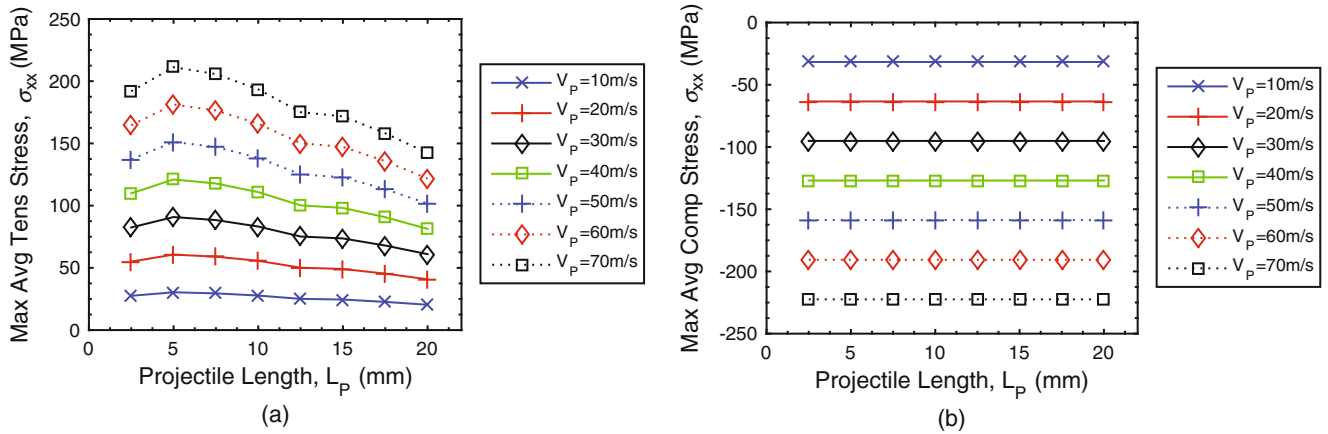 Max Avg Tens Stress, σxx (MPa)
250
200
150
100
50
0
0 5 10 15 20
Projectile Length, LP (mm)
(a)
VP=10m/s
VP=20m/s
VP=30m/s
VP=40m/s
VP=50m/s
VP=60m/s
VP=70m/s
Max Avg Comp Stress, σxx (MPa)
0
-50
-100
-150
-200
-250
0 5 10 15 20
Projectile Length, LP (mm)
(b)
VP=10m/s
VP=20m/s
VP=30m/s
VP=40m/s
VP=50m/s
VP=60m/s
VP=70m/s